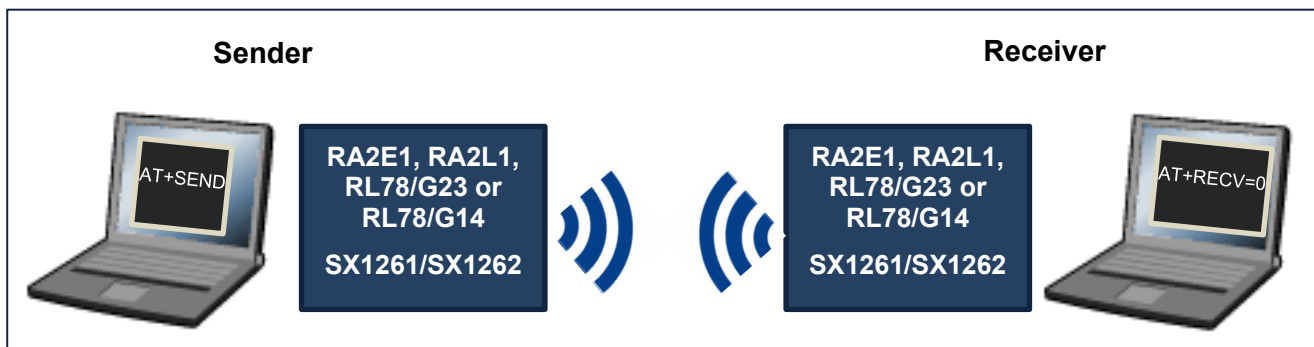 Sender
Receiver
AT+SEND
RA2E1, RA2L1,
RL78/G23 or
RL78/G14
SX1261/SX1262
RA2E1, RA2L1,
RL78/G23 or
RL78/G14
SX1261/SX1262
AT+RECV=0